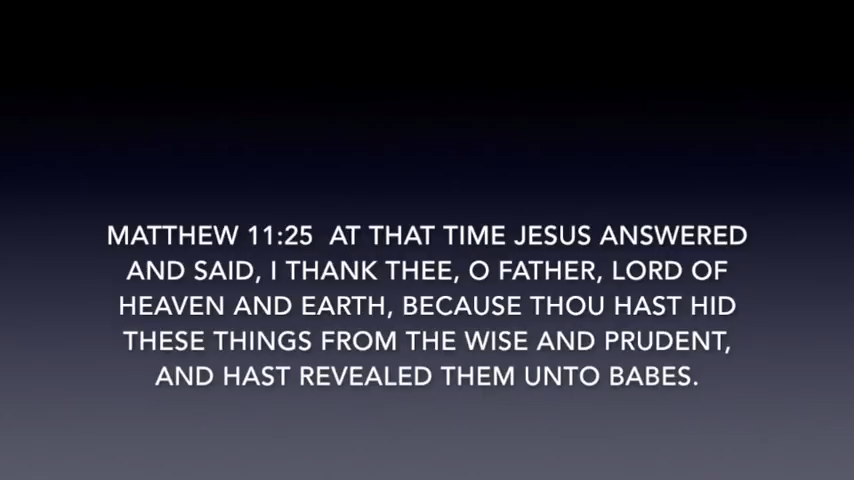 MATTHEW 11:25  AT THAT TIME JESUS ANSWERED
AND SAID, I THANK THEE, O FATHER, LORD OF
HEAVEN AND EARTH, BECAUSE THOU HAST HID
THESE THINGS FROM THE WISE AND PRUDENT,
AND HAST REVEALED THEM UNTO BABES.